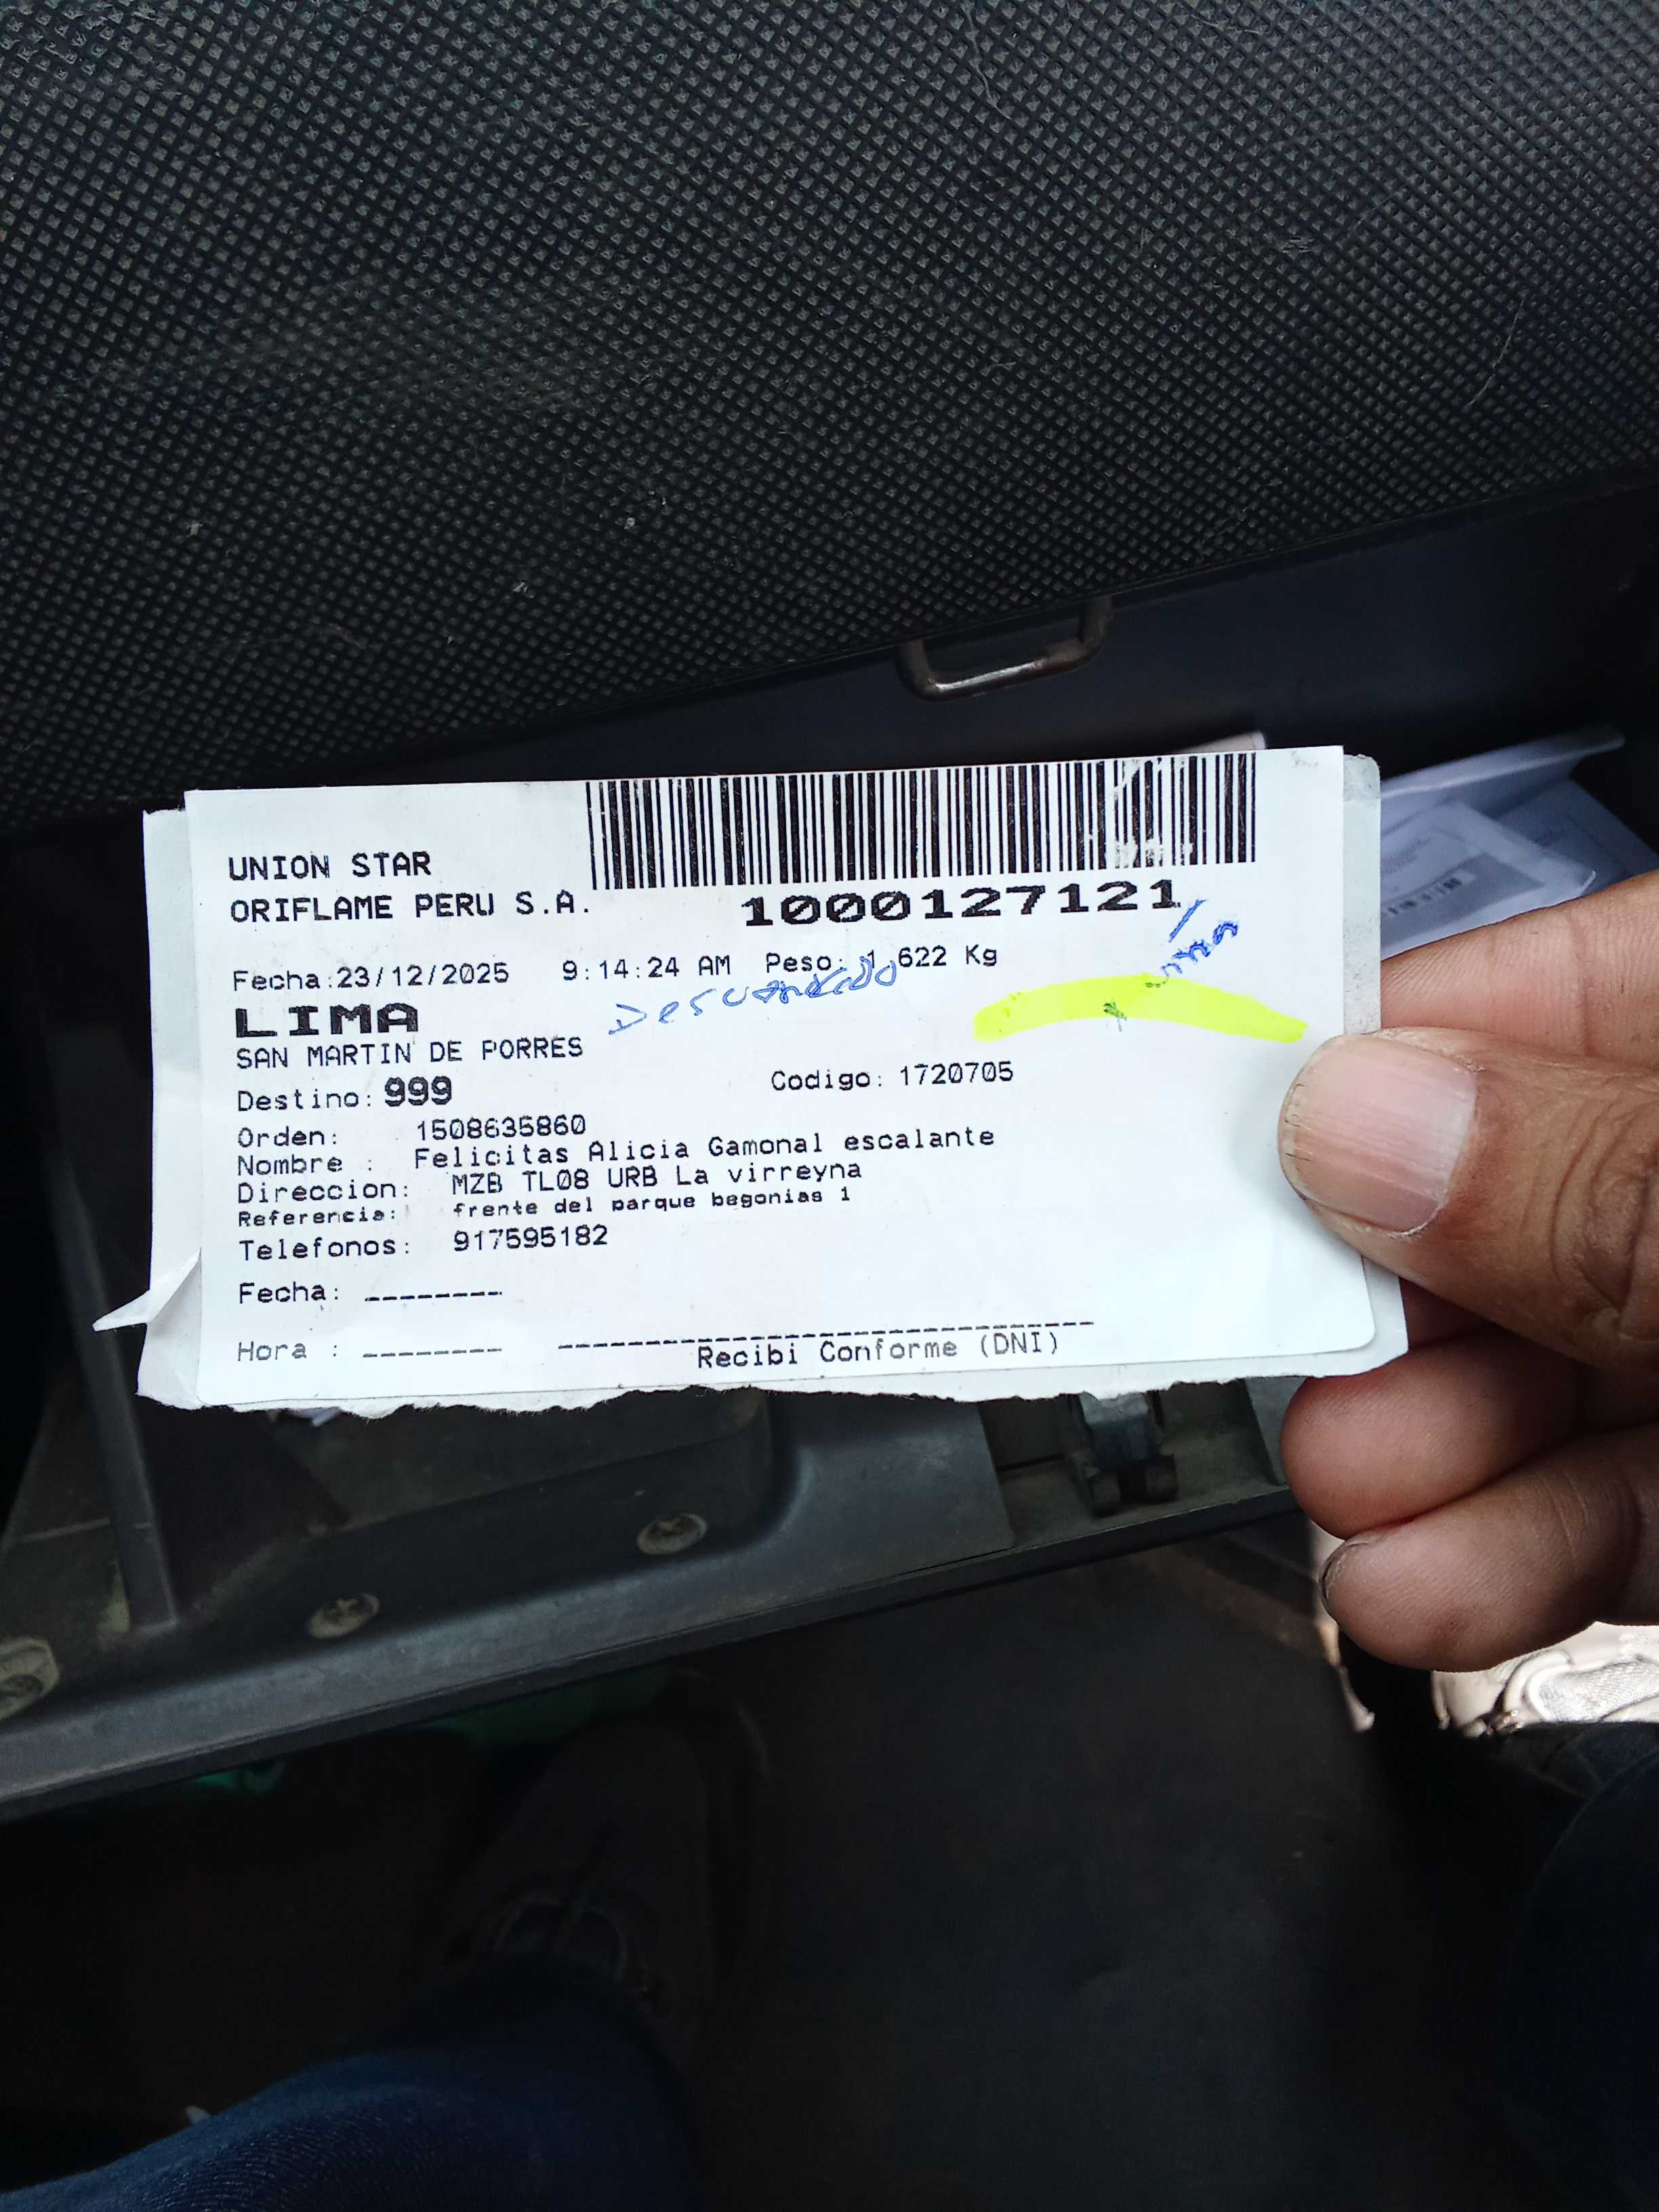 UNION STAR
ORIFLAME PERU S.A.
1000127121
Fecha:23/12/2025 9:14:24 AM Peso: 1.622 Kg
LIMA
SAN MARTIN DE PORRES
Destino: 999 Codigo: 1720705
Orden: 1508635860
Nombre : Felicitas Alicia Gamonal escalante
Direccion: MZB TL08 URB La virreyna
Referencia: frente del parque begonias 1
Telefonos: 917595182
Fecha: --------
Hora : --------
Recibi Conforme (DNI)